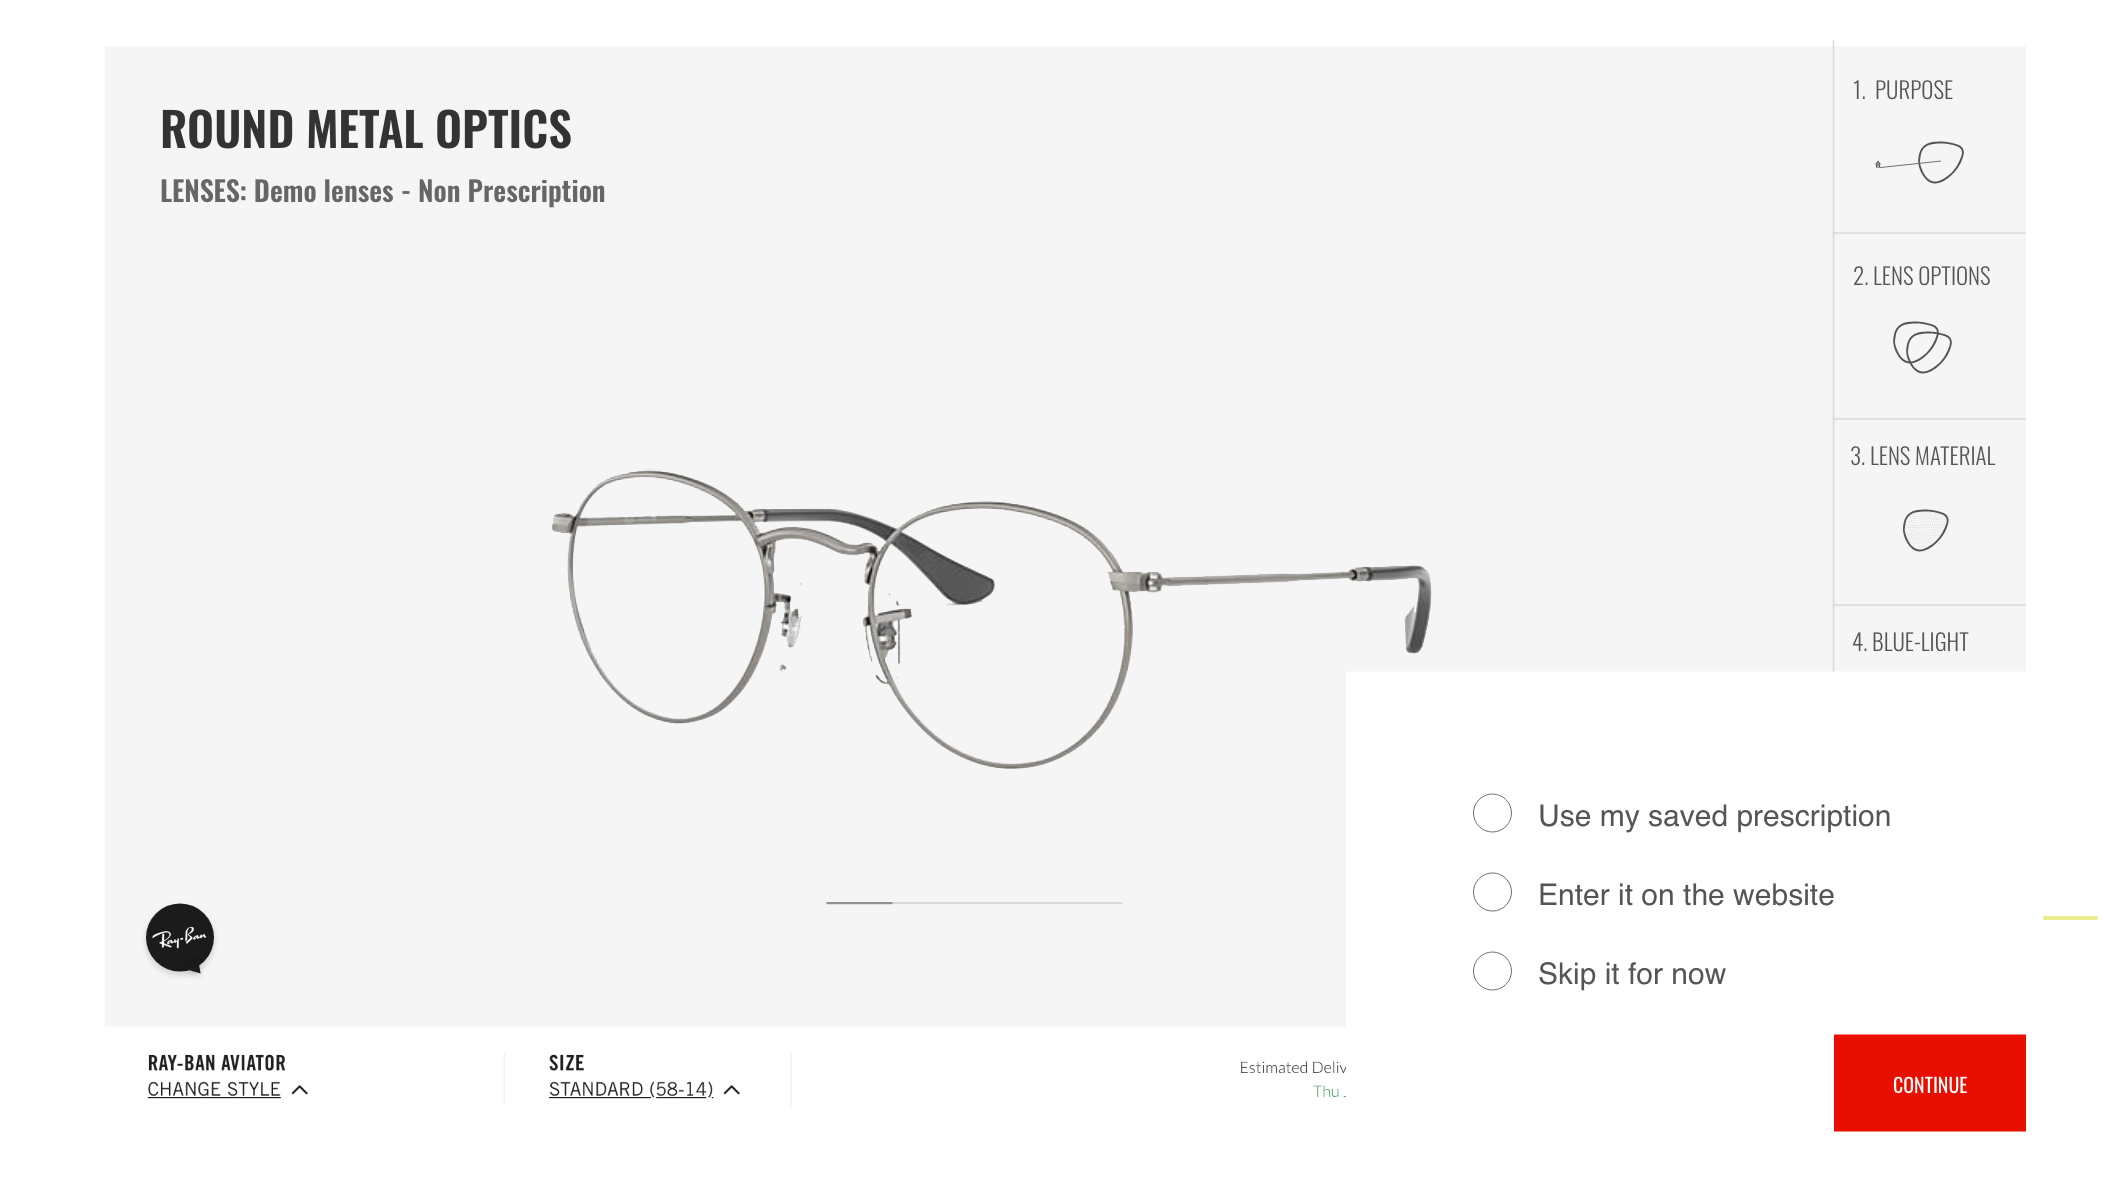 ROUND METAL OPTICS
LENSES: Demo lenses - Non Prescription
1. PURPOSE
2. LENS OPTIONS
3. LENS MATERIAL
4. BLUE-LIGHT
Use my saved prescription
Enter it on the website
Skip it for now
Ray-Ban
RAY-BAN AVIATOR
CHANGE STYLE
SIZE
STANDARD (58-14)
Estimated Deliv
Thu
CONTINUE